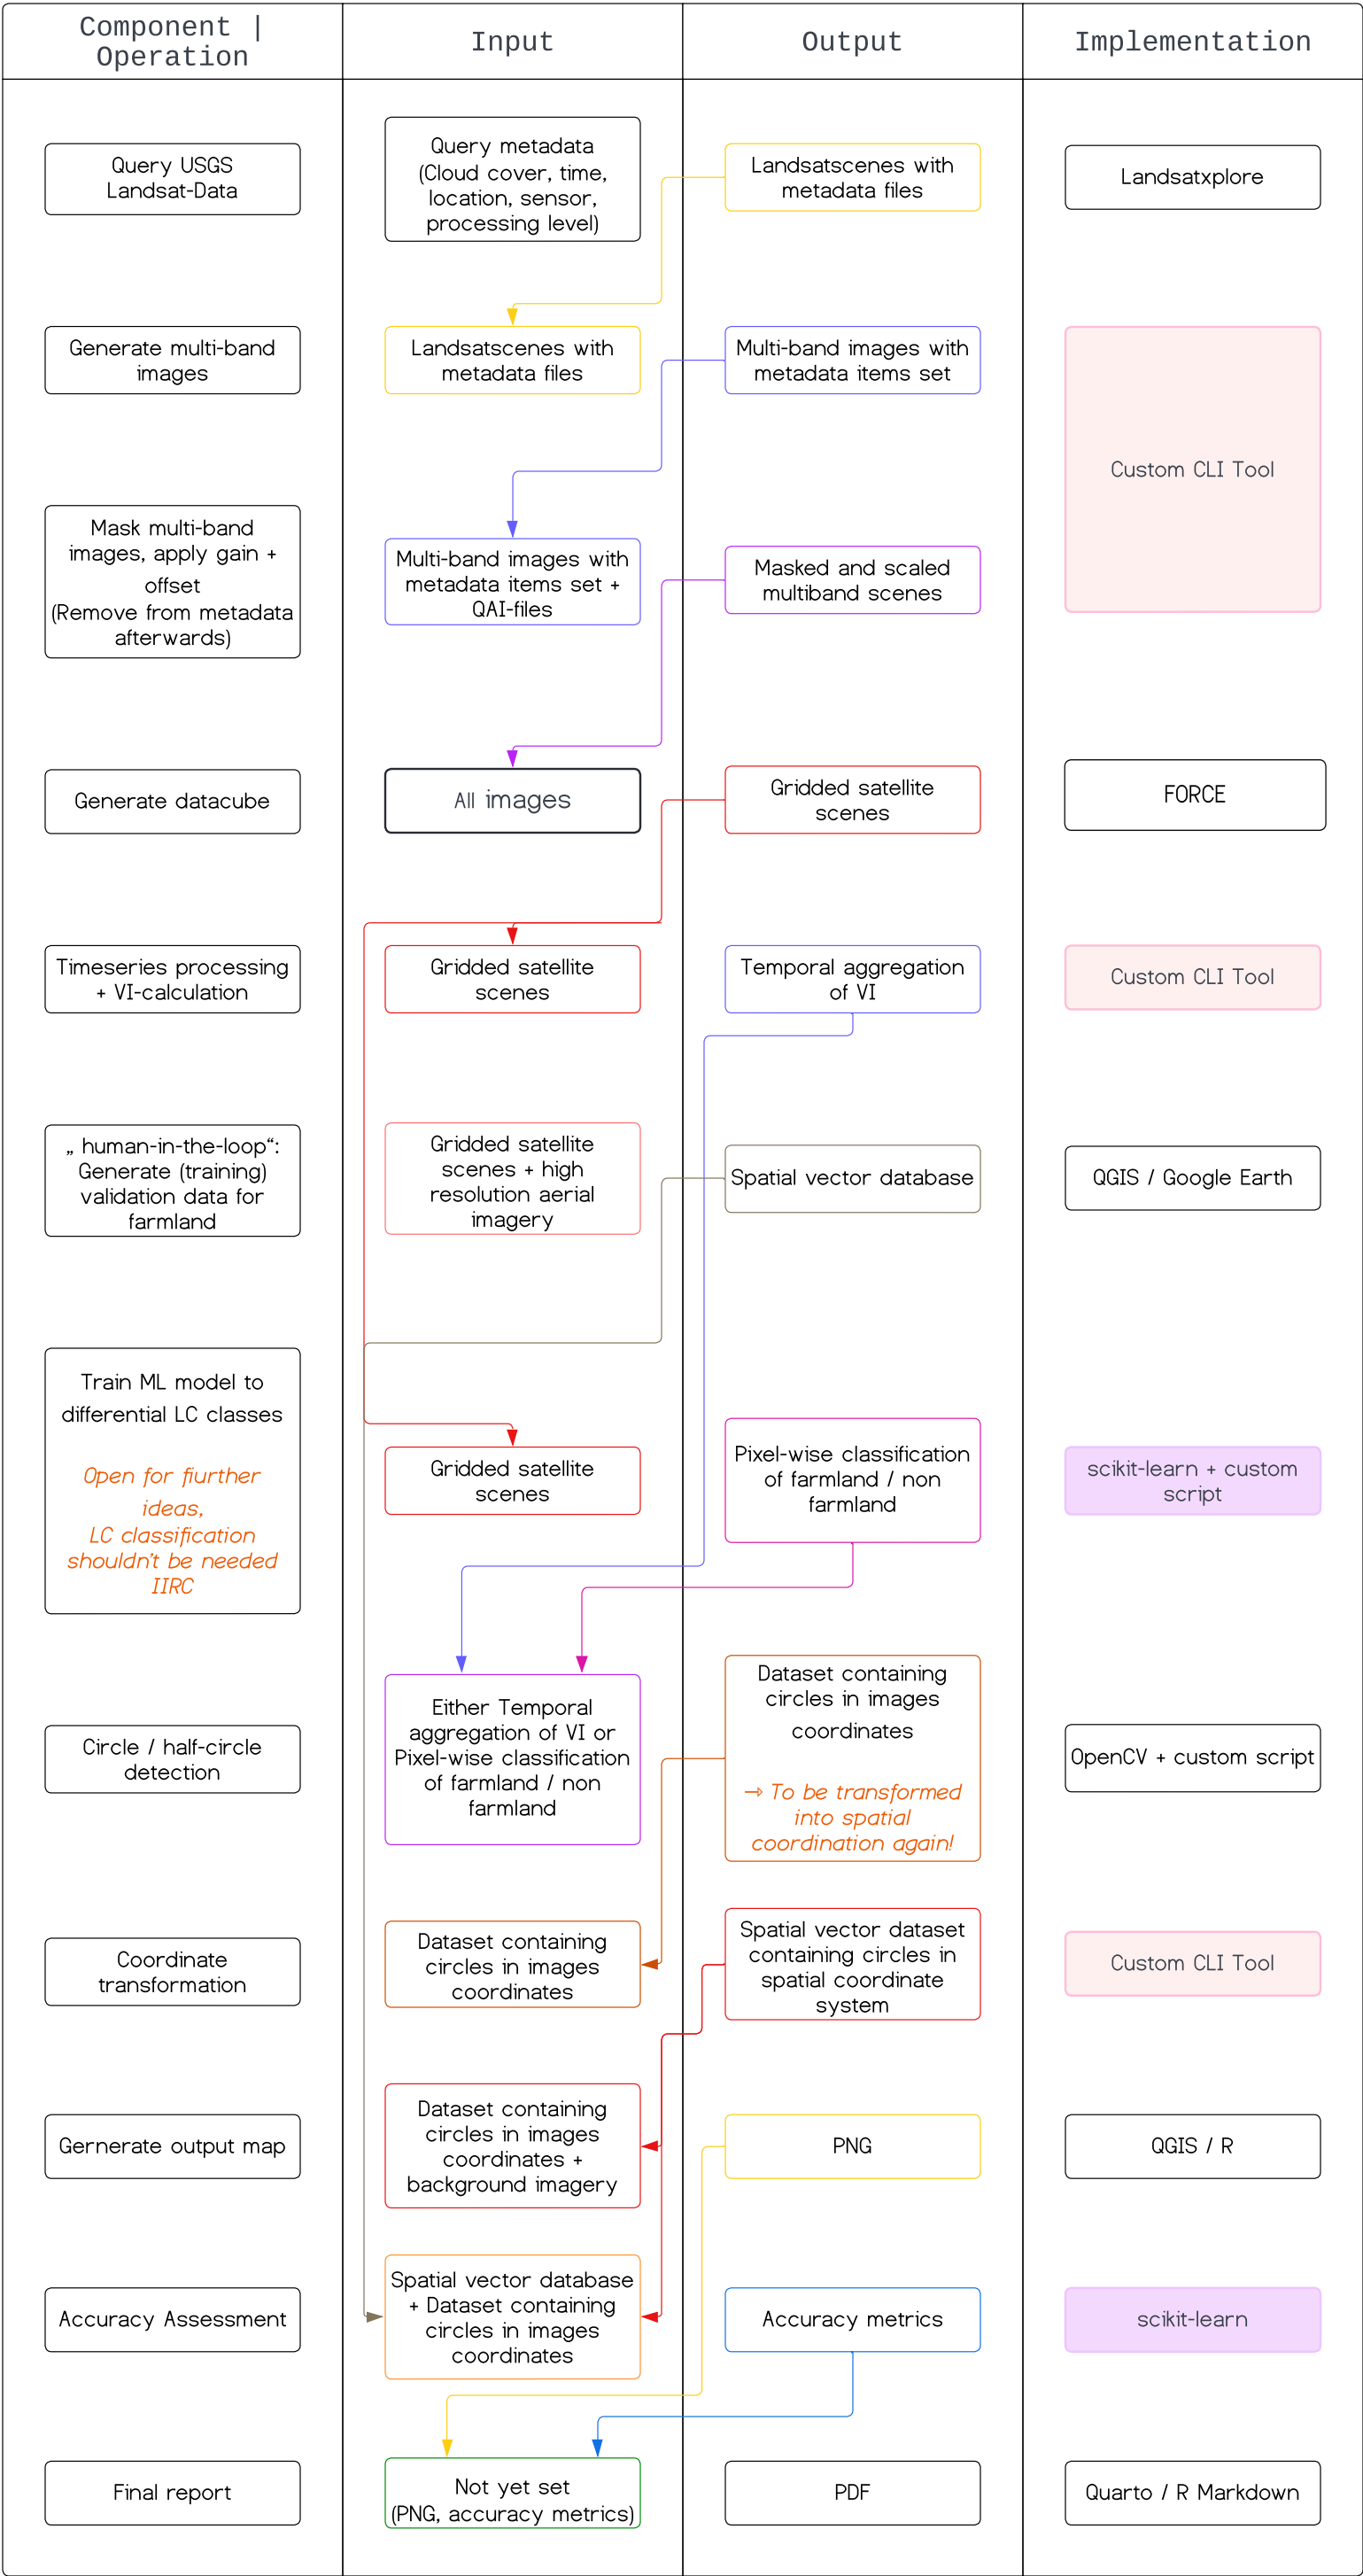 Component |
Operation
Input
Output
Implementation
Query USGS
Landsat-Data
Query metadata
(Cloud cover, time,
location, sensor,
processing level)
Landsatscenes with
metadata files
Landsatxplore
Generate multi-band
images
Landsatscenes with
metadata files
Multi-band images with
metadata items set
Custom CLI Tool
Mask multi-band
images, apply gain +
offset
(Remove from metadata
afterwards)
Multi-band images with
metadata items set +
QAI-files
Masked and scaled
multiband scenes
Generate datacube
All images
Gridded satellite
scenes
FORCE
Timeseries processing
+ VI-calculation
Gridded satellite
scenes
Temporal aggregation
of VI
Custom CLI Tool
„ human-in-the-loop“:
Generate (training)
validation data for
farmland
Gridded satellite
scenes + high
resolution aerial
imagery
Spatial vector database
QGIS / Google Earth
Train ML model to
differential LC classes
Open for fiurther
ideas,
LC classification
shouldn't be needed
IIRC
Gridded satellite
scenes
Pixel-wise classification
of farmland / non
farmland
scikit-learn + custom
script
Circle / half-circle
detection
Either Temporal
aggregation of VI or
Pixel-wise classification
of farmland / non
farmland
Dataset containing
circles in images
coordinates
→ To be transformed
into spatial
coordination again!
OpenCV + custom script
Coordinate
transformation
Dataset containing
circles in images
coordinates
Spatial vector dataset
containing circles in
spatial coordinate
system
Custom CLI Tool
Gernerate output map
Dataset containing
circles in images
coordinates +
background imagery
PNG
QGIS / R
Accuracy Assessment
Spatial vector database
+ Dataset containing
circles in images
coordinates
Accuracy metrics
scikit-learn
Final report
Not yet set
(PNG, accuracy metrics)
PDF
Quarto / R Markdown